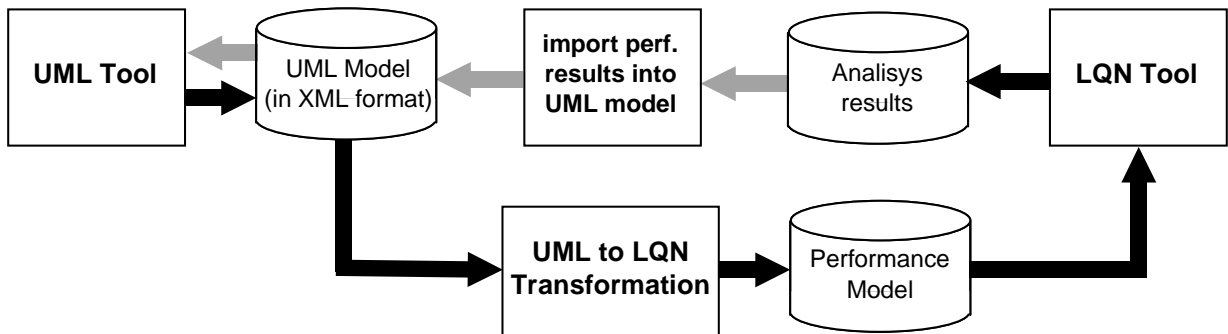 UML Tool
UML Model
(in XML format)
import perf.
results into
UML model
Analisys
results
LQN Tool
UML to LQN
Transformation
Performance
Model